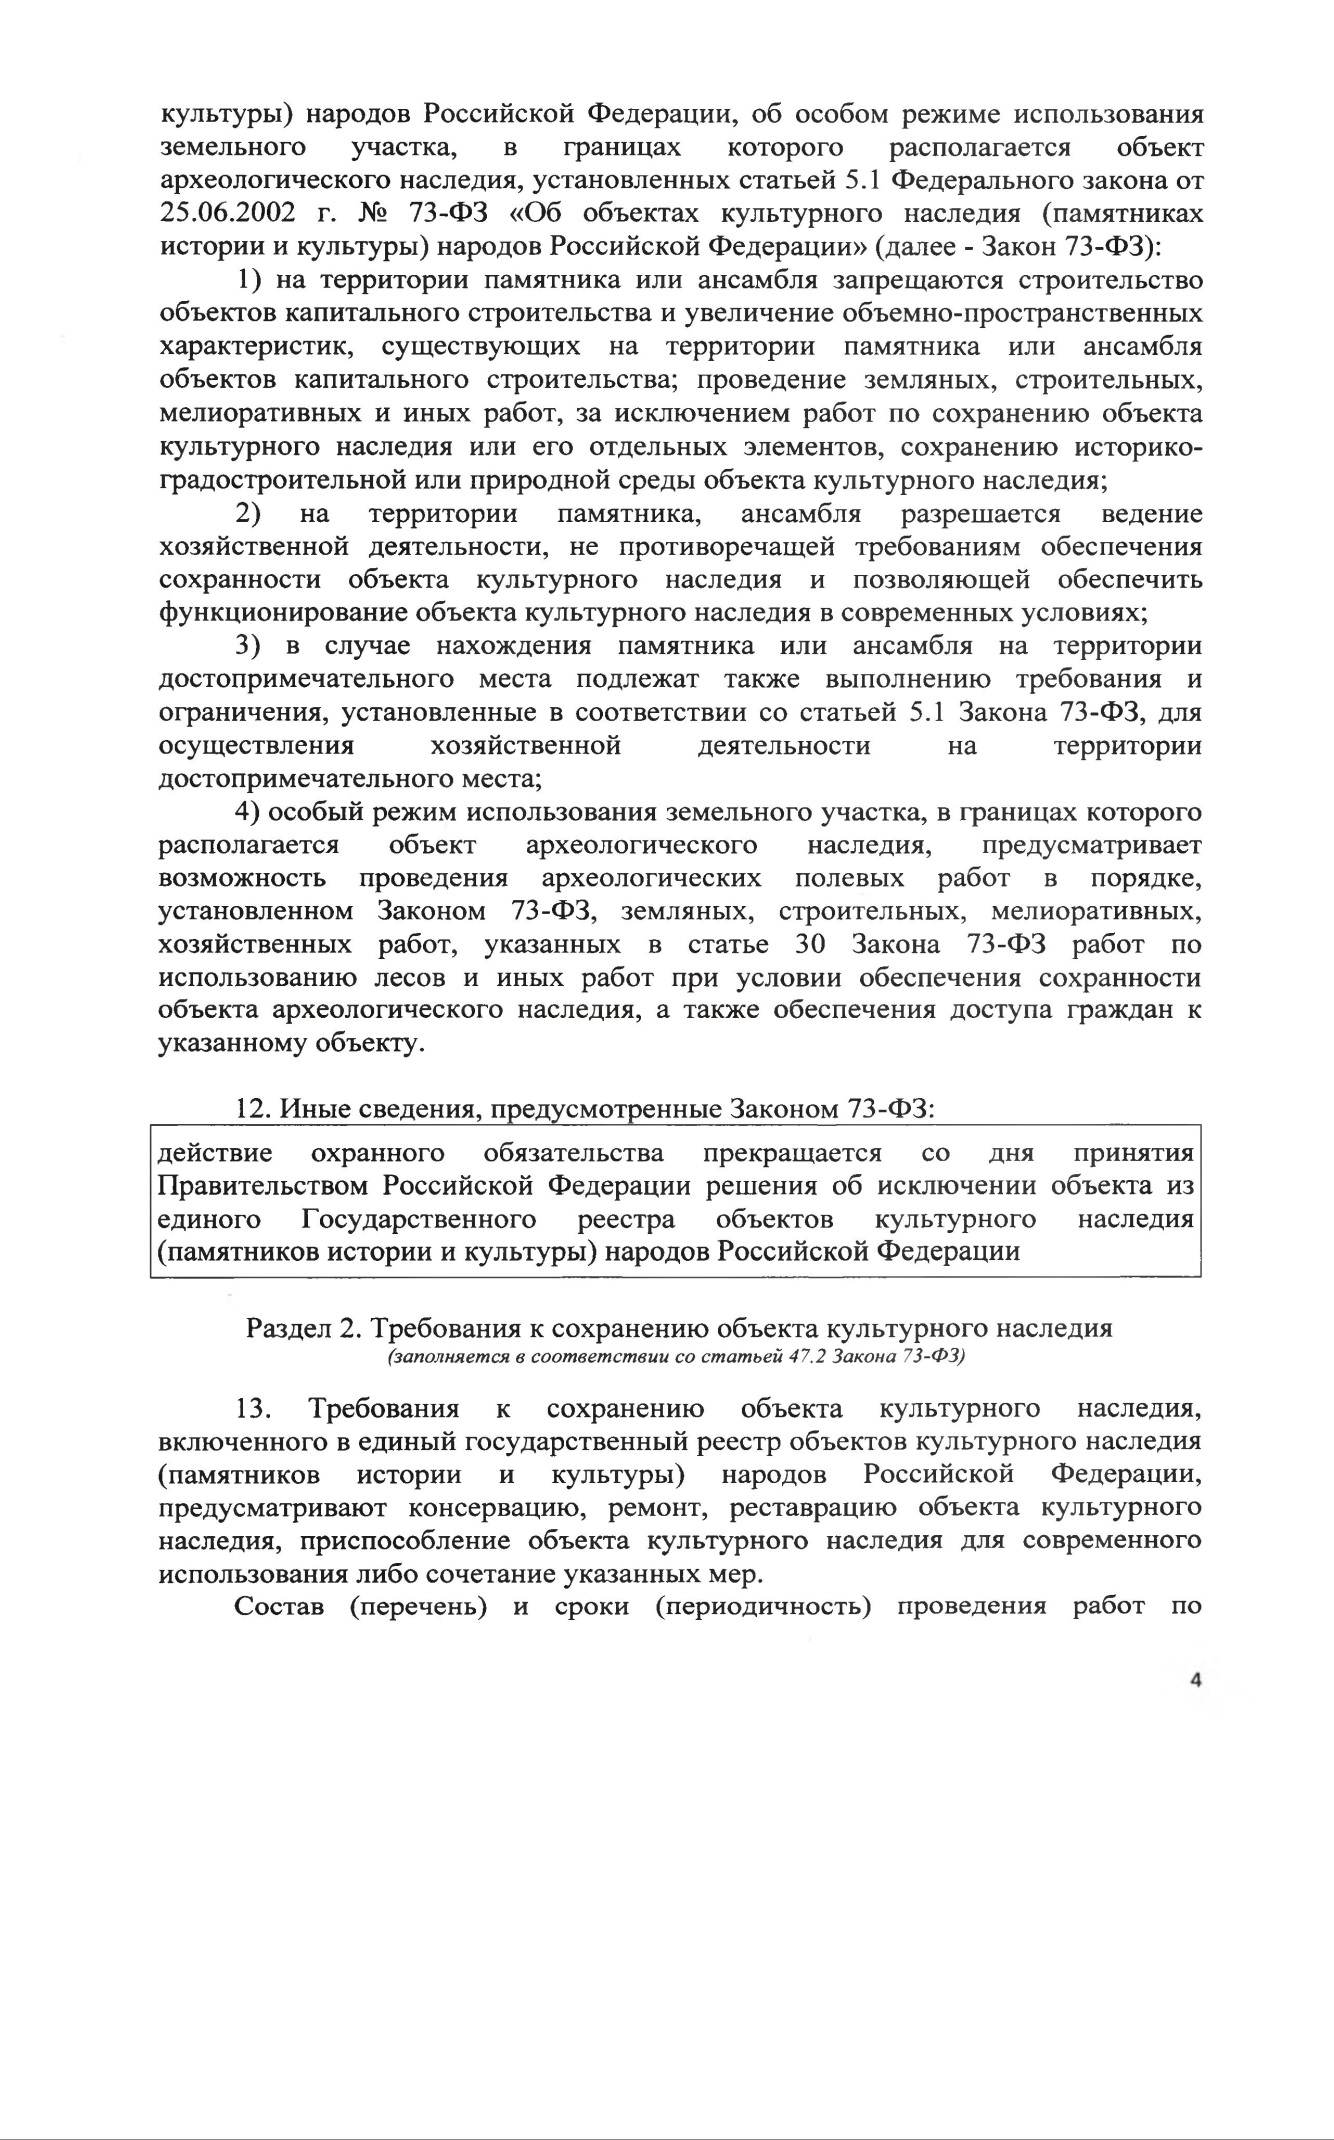 культуры) народов Российской Федерации, об особом режиме использования
земельного участка, в границах которого располагается объект
археологического наследия, установленных статьей 5.1 Федерального закона от
25.06.2002 г. № 73-ФЗ «Об объектах культурного наследия (памятниках
истории и культуры) народов Российской Федерации» (далее - Закон 73-ФЗ):
1) на территории памятника или ансамбля запрещаются строительство
объектов капитального строительства и увеличение объемно-пространственных
характеристик, существующих на территории памятника или ансамбля
объектов капитального строительства; проведение земляных, строительных,
мелиоративных и иных работ, за исключением работ по сохранению объекта
культурного наследия или его отдельных элементов, сохранению историко-
градостроительной или природной среды объекта культурного наследия;
2) на территории памятника, ансамбля разрешается ведение
хозяйственной деятельности, не противоречащей требованиям обеспечения
сохранности объекта культурного наследия и позволяющей обеспечить
функционирование объекта культурного наследия в современных условиях;
3) в случае нахождения памятника или ансамбля на территории
достопримечательного места подлежат также выполнению требования и
ограничения, установленные в соответствии со статьей 5.1 Закона 73-ФЗ, для
осуществления хозяйственной деятельности на территории
достопримечательного места;
4) особый режим использования земельного участка, в границах которого
располагается объект археологического наследия, предусматривает
возможность проведения археологических полевых работ в порядке,
установленном Законом 73-ФЗ, земляных, строительных, мелиоративных,
хозяйственных работ, указанных в статье 30 Закона 73-ФЗ работ по
использованию лесов и иных работ при условии обеспечения сохранности
объекта археологического наследия, а также обеспечения доступа граждан к
указанному объекту.
12. Иные сведения, предусмотренные Законом 73-ФЗ:
действие охранного обязательства прекращается со дня принятия
Правительством Российской Федерации решения об исключении объекта из
единого Государственного реестра объектов культурного наследия
(памятников истории и культуры) народов Российской Федерации
Раздел 2. Требования к сохранению объекта культурного наследия
(заполняется в соответствии со статьей 47.2 Закона 73-ФЗ)
13. Требования к сохранению объекта культурного наследия,
включенного в единый государственный реестр объектов культурного наследия
(памятников истории и культуры) народов Российской Федерации,
предусматривают консервацию, ремонт, реставрацию объекта культурного
наследия, приспособление объекта культурного наследия для современного
использования либо сочетание указанных мер.
Состав (перечень) и сроки (периодичность) проведения работ по
4